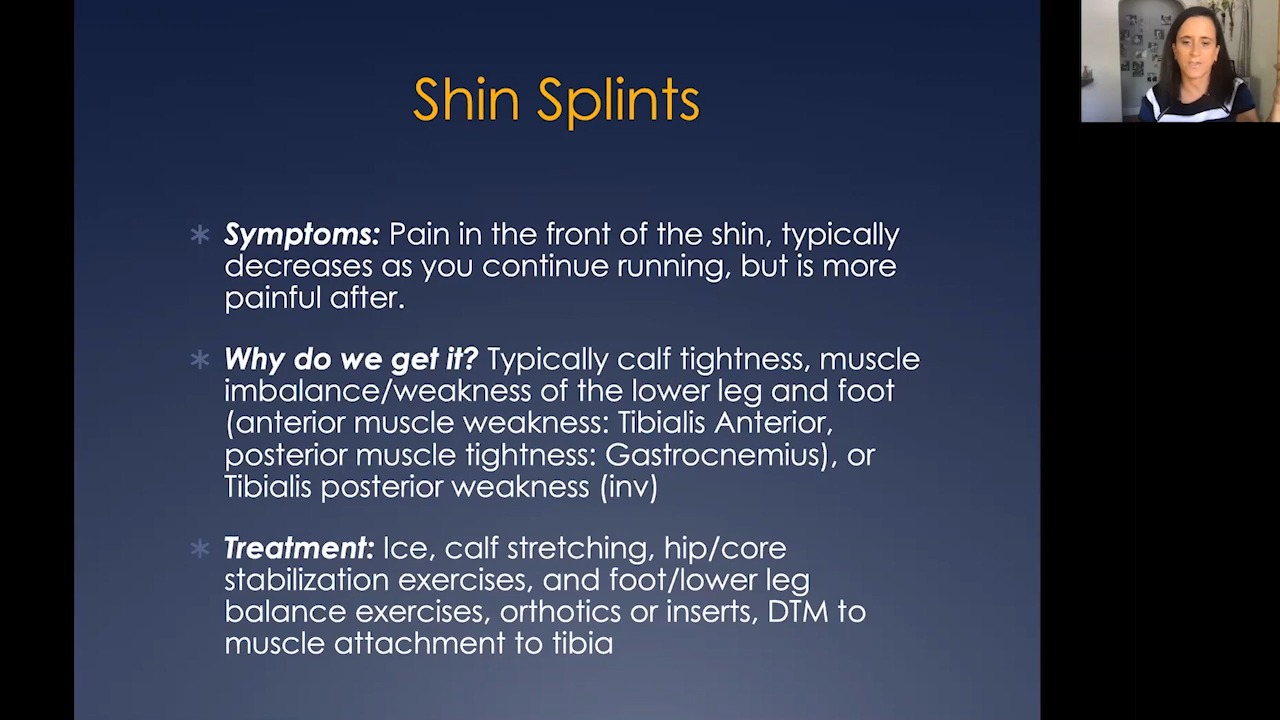 Shin Splints
* Symptoms: Pain in the front of the shin, typically
decreases as you continue running, but is more
painful after.
* Why do we get it? Typically calf tightness, muscle
imbalance/weakness of the lower leg and foot
(anterior muscle weakness: Tibialis Anterior,
posterior muscle tightness: Gastrocnemius), or
Tibialis posterior weakness (inv)
* Treatment: Ice, calf stretching, hip/core
stabilization exercises, and foot/lower leg
balance exercises, orthotics or inserts, DTM to
muscle attachment to tibia